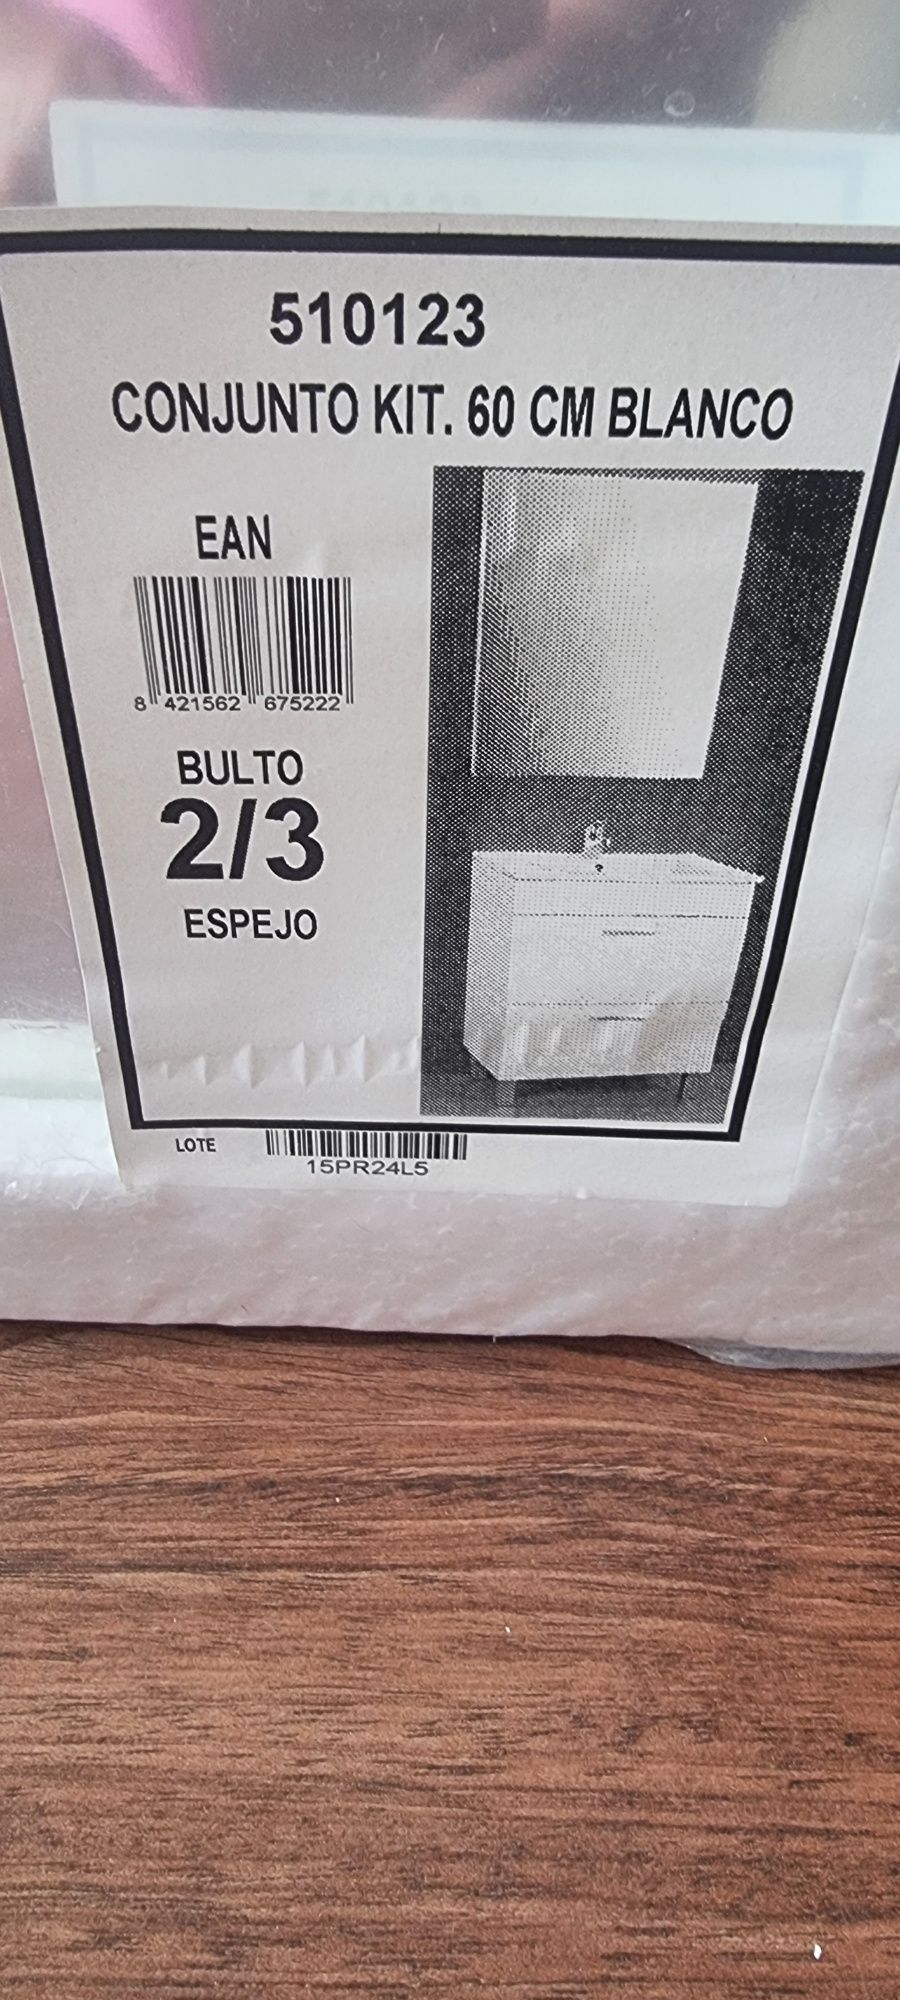 510123
CONJUNTO KIT. 60 CM BLANCO
EAN
8 421562 675222
BULTO
2/3
ESPEJO
LOTE
15PR24L5